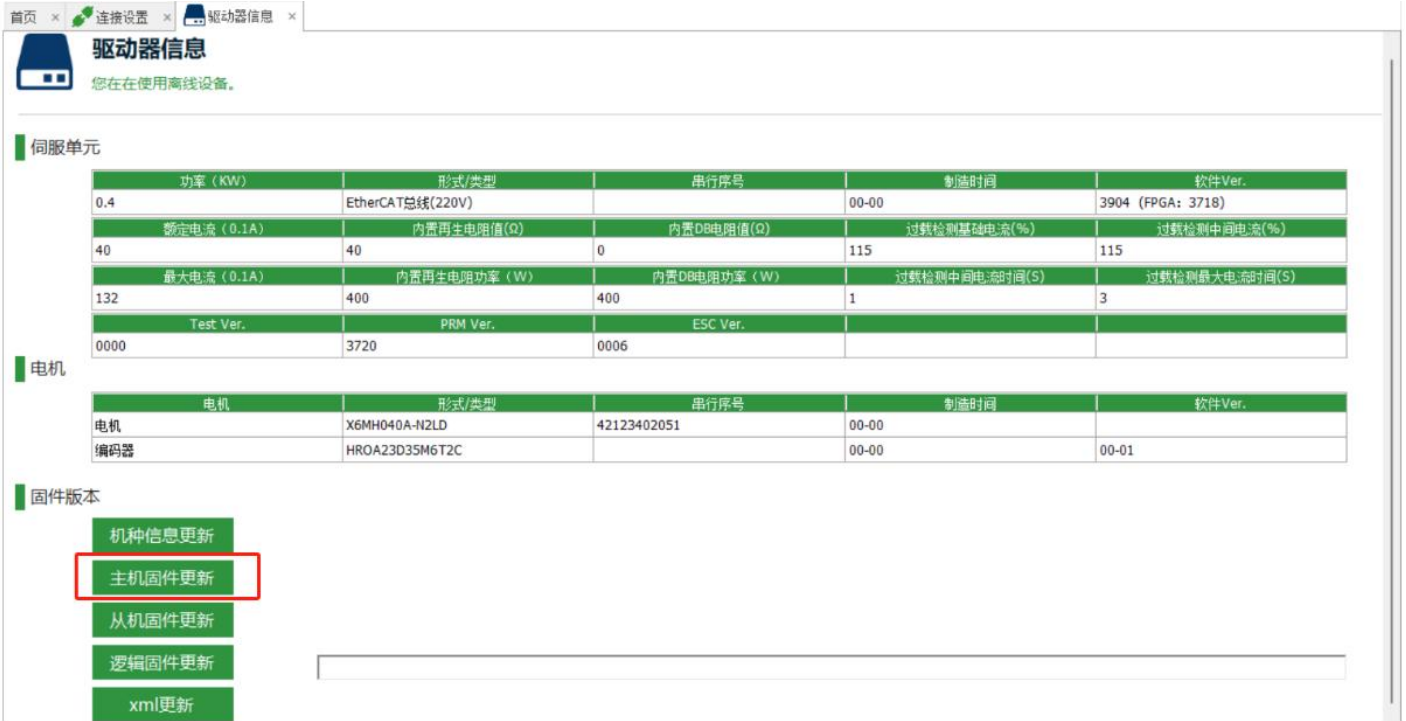 首页 × 连接设置 × 驱动器信息 ×
驱动器信息
您在在使用离线设备。
伺服单元
功率（KW） 形式/类型 串行序号 制造时间 软件Ver.
0.4 EtherCAT总线(220V) 00-00 3904 (FPGA: 3718)
额定电流（0.1A） 内置再生电阻值(Ω) 内置DB电阻值(Ω) 过载检测基础电流(%) 过载检测中间电流(%)
40 40 0 115 115
最大电流（0.1A） 内置再生电阻功率（W） 内置DB电阻功率（W） 过载检测中间电流时间(S) 过载检测最大电流时间(S)
132 400 400 1 3
Test Ver. PRM Ver. ESC Ver.
0000 3720 0006
电机
电机 形式/类型 串行序号 制造时间 软件Ver.
电机 X6MH040A-N2LD 42123402051 00-00
编码器 HROA23D35M6T2C 00-00 00-01
固件版本
机种信息更新
主机固件更新
从机固件更新
逻辑固件更新
xml更新